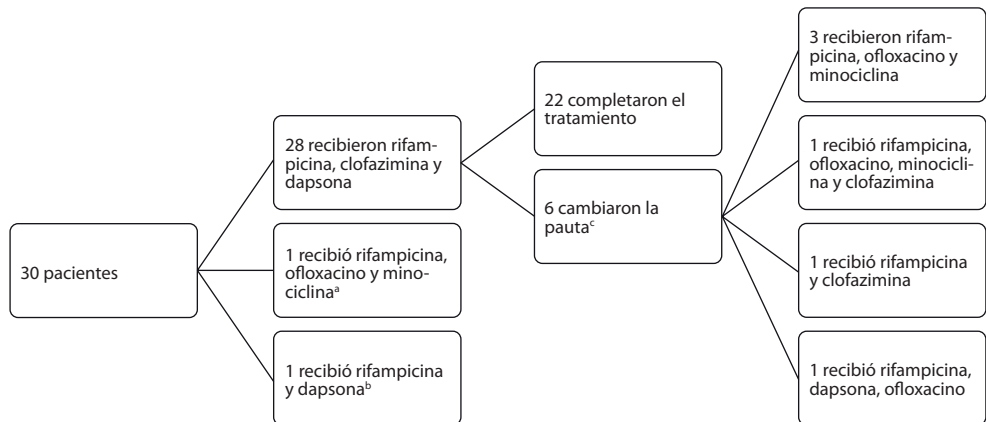 30 pacientes
28 recibieron rifam-
picina, clofazimina y
dapsona
1 recibió rifampicina,
ofloxacino y mino-
ciclinaᵃ
1 recibió rifampicina
y dapsonaᵇ
22 completaron el
tratamiento
6 cambiaron la
pautaᶜ
3 recibieron rifam-
picina, ofloxacino y
minociclina
1 recibió rifampicina,
ofloxacino, minocicli-
na y clofazimina
1 recibió rifampicina
y clofazimina
1 recibió rifampicina,
dapsona, ofloxacino